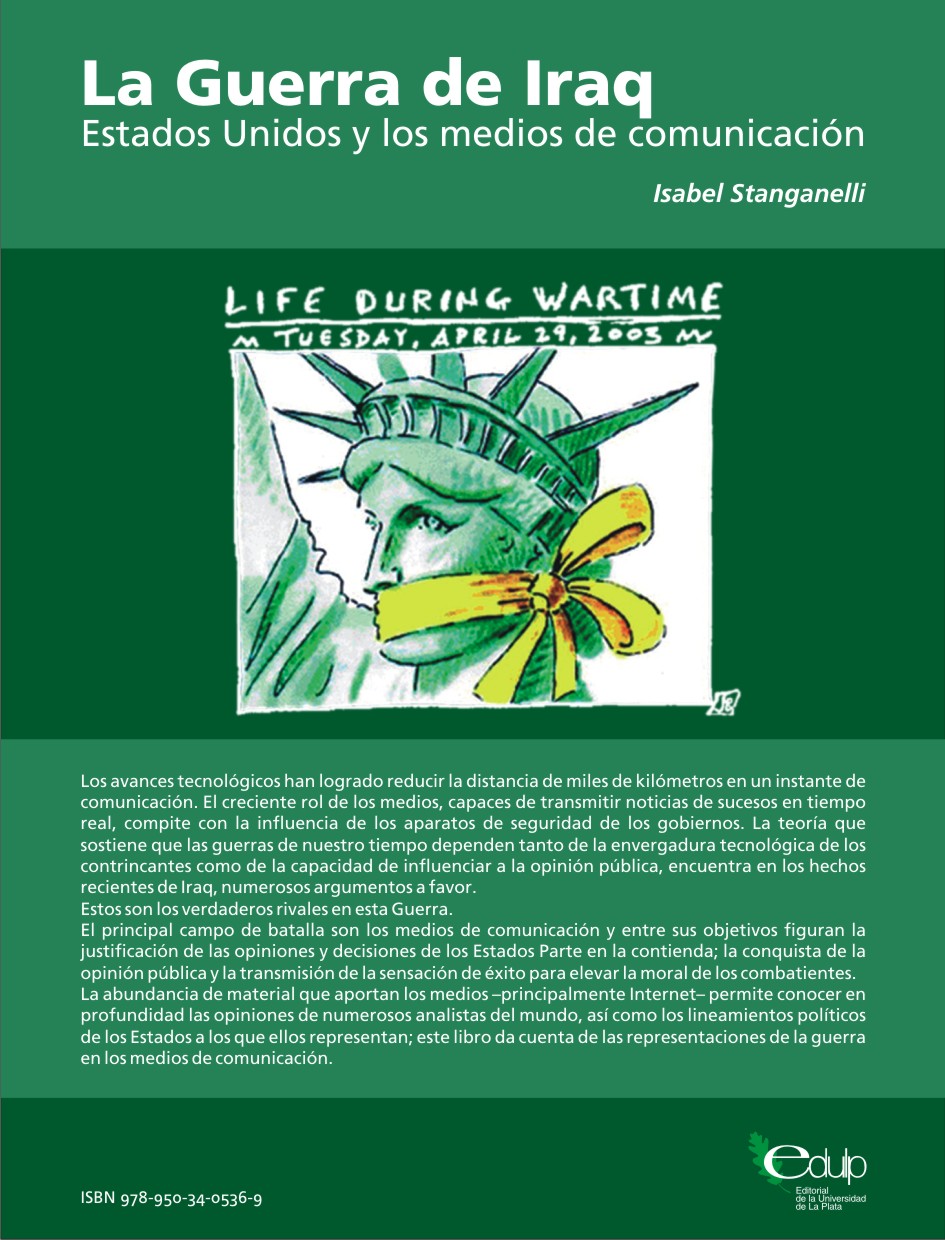 La Guerra de Iraq
Estados Unidos y los medios de comunicación
Isabel Stanganelli
LIFE DURING WARTIME
~ TUESDAY, APRIL 29, 2003 ~
Los avances tecnológicos han logrado reducir la distancia de miles de kilómetros en un instante de
comunicación. El creciente rol de los medios, capaces de transmitir noticias de sucesos en tiempo
real, compite con la influencia de los aparatos de seguridad de los gobiernos. La teoría que
sostiene que las guerras de nuestro tiempo dependen tanto de la envergadura tecnológica de los
contrincantes como de la capacidad de influenciar a la opinión pública, encuentra en los hechos
recientes de Iraq, numerosos argumentos a favor.
Estos son los verdaderos rivales en esta Guerra.
El principal campo de batalla son los medios de comunicación y entre sus objetivos figuran la
justificación de las opiniones y decisiones de los Estados Parte en la contienda; la conquista de la
opinión pública y la transmisión de la sensación de éxito para elevar la moral de los combatientes.
La abundancia de material que aportan los medios –principalmente Internet– permite conocer en
profundidad las opiniones de numerosos analistas del mundo, así como los lineamientos políticos
de los Estados a los que ellos representan; este libro da cuenta de las representaciones de la guerra
en los medios de comunicación.
edulp
Editorial
de la Universidad
de La Plata
ISBN 978-950-34-0536-9